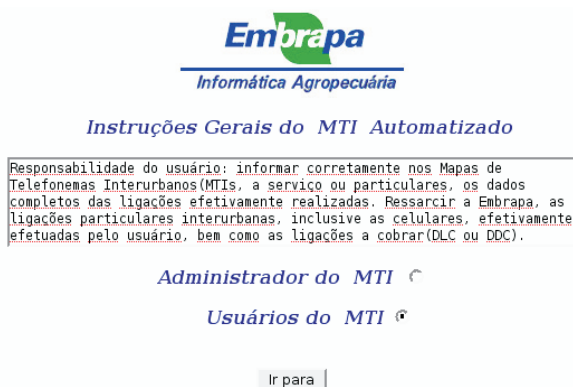 Embrapa
Informática Agropecuária
Instruções Gerais do MTI Automatizado
Responsabilidade do usuário: informar corretamente nos Mapas de
Telefonemas Interurbanos(MTIs, a serviço ou particulares, os dados
completos das ligações efetivamente realizadas. Ressarcir a Embrapa, as
ligações particulares interurbanas, inclusive as celulares, efetivamente
efetuadas pelo usuário, bem como as ligações a cobrar(DLC ou DDC).
Administrador do MTI
Usuários do MTI
Ir para